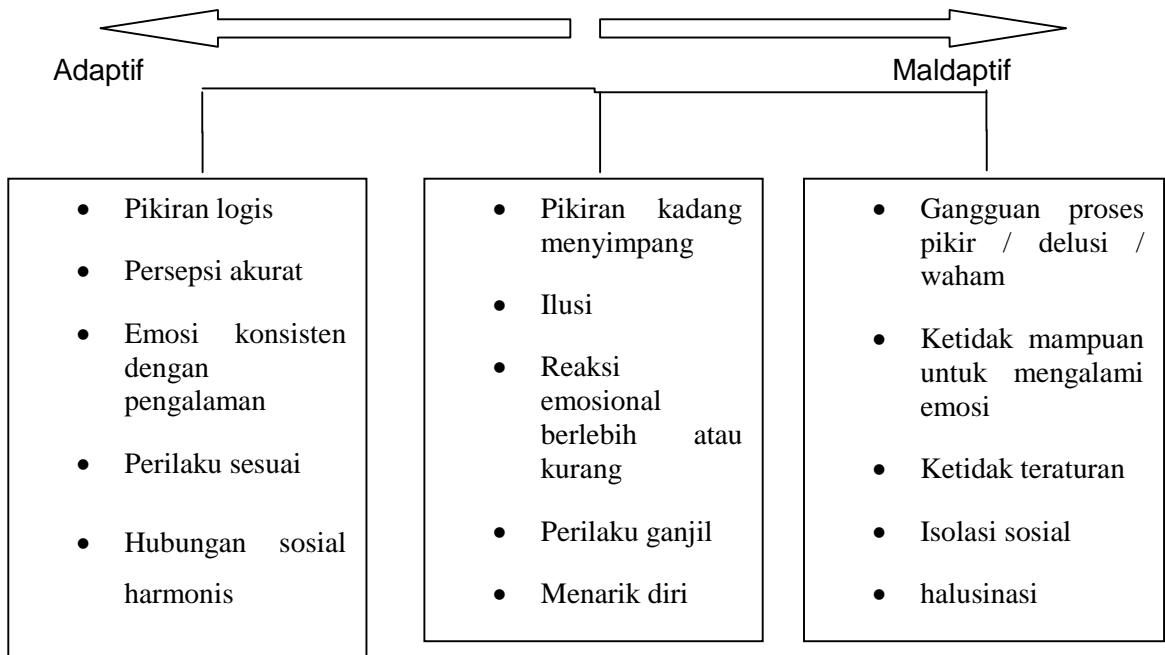 Adaptif
Maldaptif
• Pikiran logis
• Persepsi akurat
• Emosi konsisten
dengan
pengalaman
• Perilaku sesuai
• Hubungan sosial
harmonis
• Pikiran kadang
menyimpang
• Ilusi
• Reaksi
emosional
berlebih atau
kurang
• Perilaku ganjil
• Menarik diri
• Gangguan proses
pikir / delusi /
waham
• Ketidak mampuan
untuk mengalami
emosi
• Ketidak teraturan
• Isolasi sosial
• halusinasi